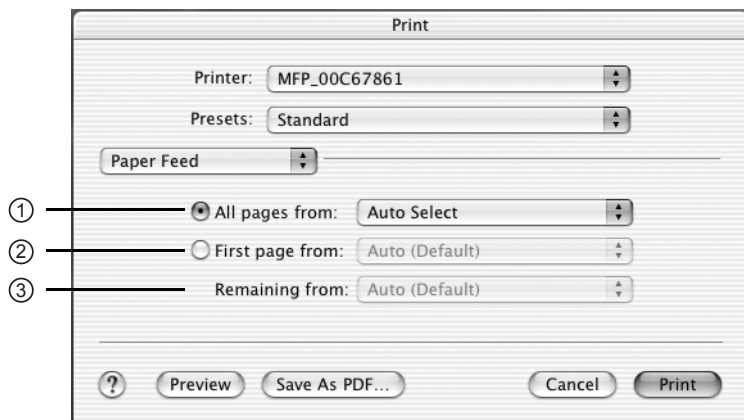 Print
Printer: MFP_00C67861
Presets: Standard
Paper Feed
① All pages from: Auto Select
② First page from: Auto (Default)
③ Remaining from: Auto (Default)
? Preview Save As PDF... Cancel Print